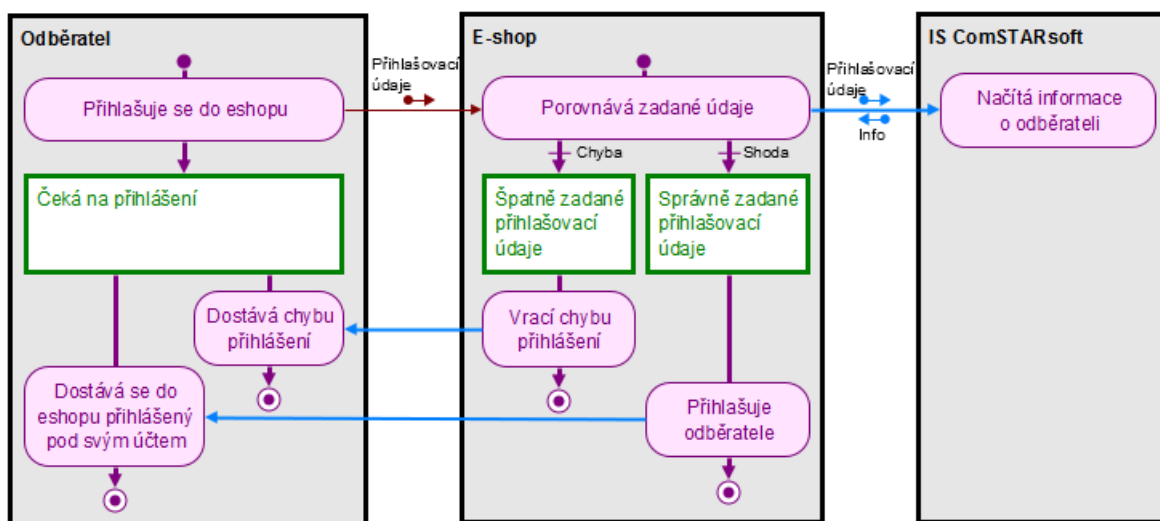 Odběratel
Přihlašuje se do eshopu
Čeká na přihlášení
Dostává chybu
přihlášení
Dostává se do
eshopu přihlášený
pod svým účtem
Přihlašovací
údaje
E-shop
Porovnává zadané údaje
Chyba
Shoda
Špatně zadané
přihlašovací
údaje
Správně zadané
přihlašovací
údaje
Vrací chybu
přihlášení
Přihlašuje
odběratele
Přihlašovací
údaje
Info
IS ComSTARsoft
Načítá informace
o odběrateli